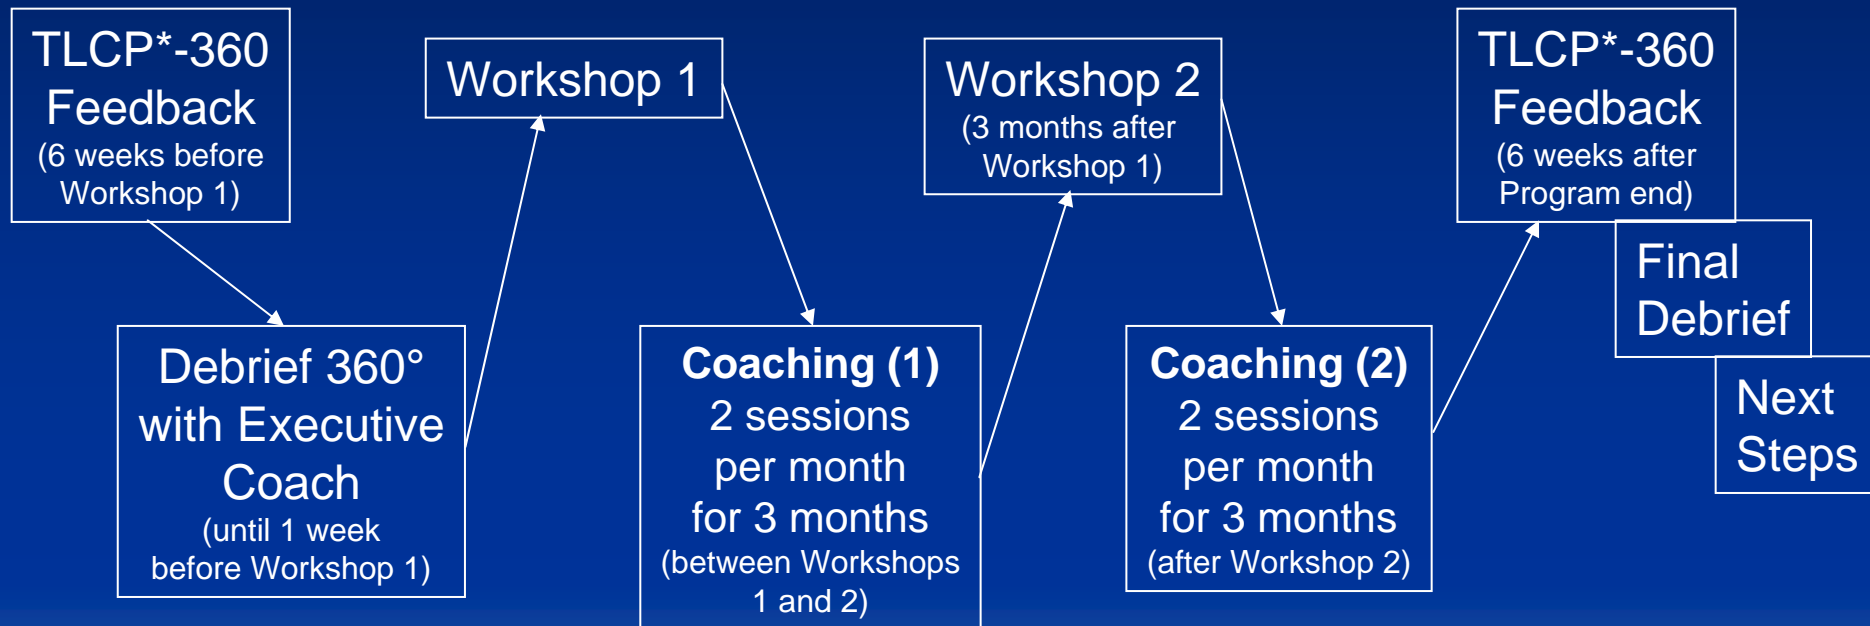 TLCP*-360
Feedback
(6 weeks before
Workshop 1)
Debrief 360°
with Executive
Coach
(until 1 week
before Workshop 1)
Workshop 1
Coaching (1)
2 sessions
per month
for 3 months
(between Workshops
1 and 2)
Workshop 2
(3 months after
Workshop 1)
Coaching (2)
2 sessions
per month
for 3 months
(after Workshop 2)
TLCP*-360
Feedback
(6 weeks after
Program end)
Final
Debrief
Next
Steps